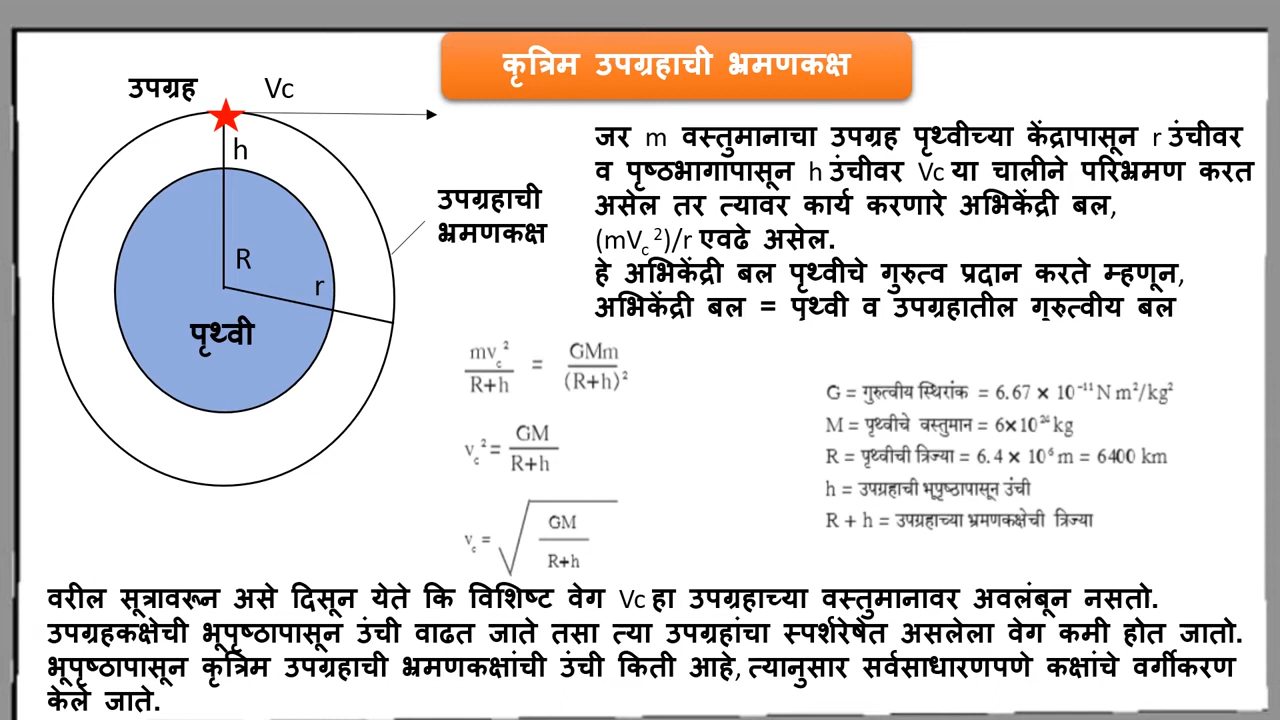 कृत्रिम उपग्रहाची भ्रमणकक्ष
उपग्रह Vc
h
उपग्रहाची
भ्रमणकक्ष
R
r
पृथ्वी
जर m वस्तुमानाचा उपग्रह पृथ्वीच्या केंद्रापासून r उंचीवर
व पृष्ठभागापासून h उंचीवर Vc या चालीने परिभ्रमण करत
असेल तर त्यावर कार्य करणारे अभिकेंद्री बल,
(mVc²)/r एवढे असेल.
हे अभिकेंद्री बल पृथ्वीचे गुरुत्व प्रदान करते म्हणून,
अभिकेंद्री बल = पृथ्वी व उपग्रहातील गुरुत्वीय बल
mvc²/R+h = GMm/(R+h)²
vc² = GM/R+h
vc = √(GM/R+h)
G = गुरुत्वीय स्थिरांक = 6.67 × 10⁻¹¹ N m²/kg²
M = पृथ्वीचे वस्तुमान = 6×10²⁴ kg
R = पृथ्वीची त्रिज्या = 6.4 × 10⁶ m = 6400 km
h = उपग्रहाची भूपृष्ठापासून उंची
R + h = उपग्रहाच्या भ्रमणकक्षेची त्रिज्या
वरील सूत्रावरून असे दिसून येते कि विशिष्ट वेग Vc हा उपग्रहाच्या वस्तुमानावर अवलंबून नसतो.
उपग्रहकक्षेची भूपृष्ठापासून उंची वाढत जाते तसा त्या उपग्रहांचा स्पर्शरेषेत असलेला वेग कमी होत जातो.
भूपृष्ठापासून कृत्रिम उपग्रहाची भ्रमणकक्षांची उंची किती आहे, त्यानुसार सर्वसाधारणपणे कक्षांचे वर्गीकरण
केले जाते.